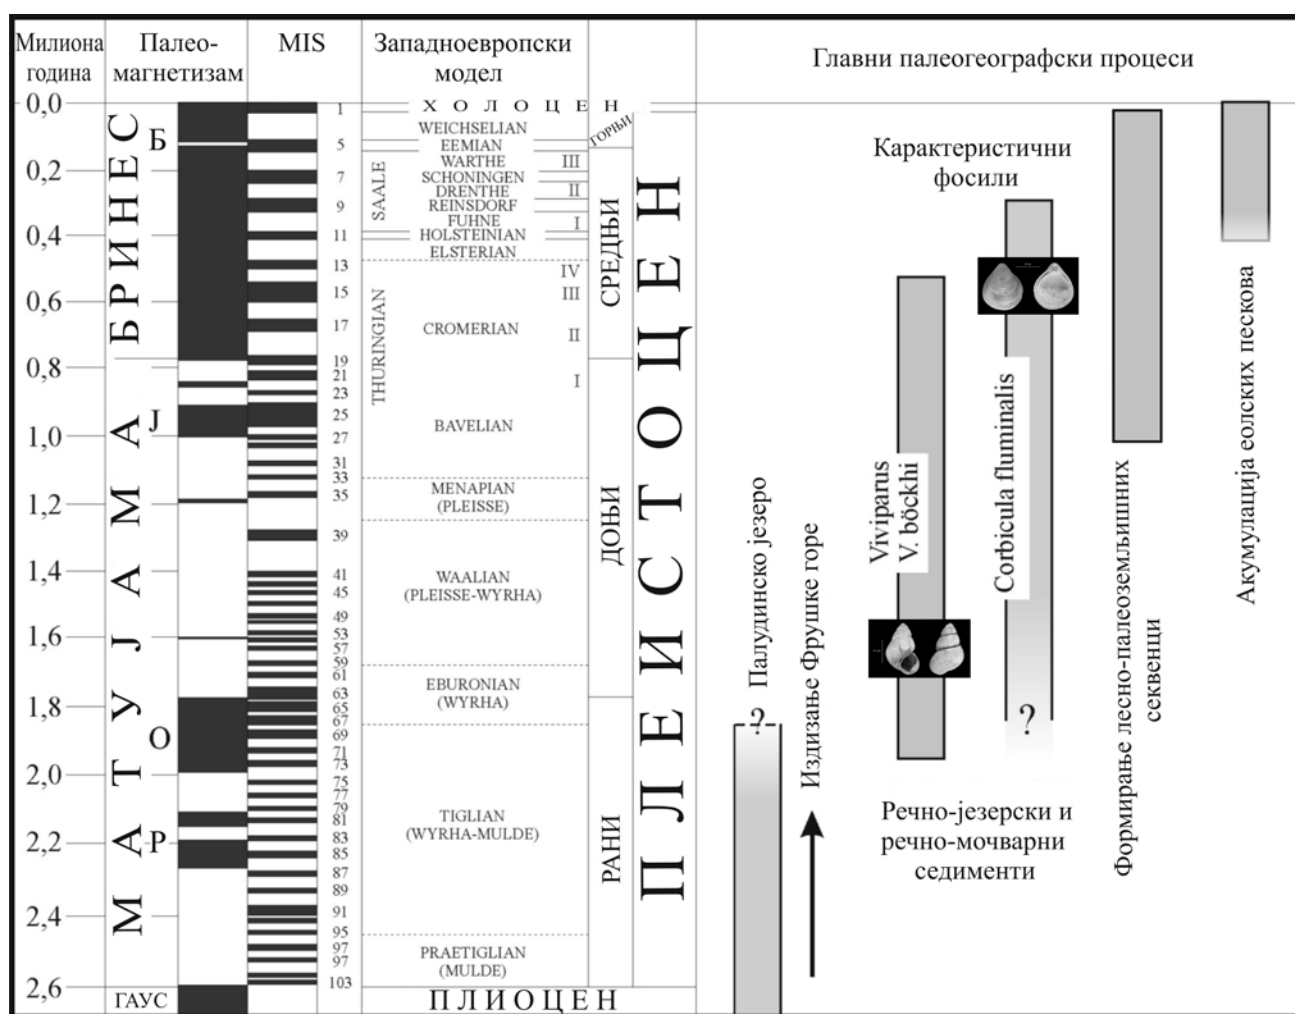 Милиона
година
Палео-
магнетизам
MIS
Западноевропски
модел
Главни палеогеографски процеси
0,0
0,2
0,4
0,6
0,8
1,0
1,2
1,4
1,6
1,8
2,0
2,2
2,4
2,6
БРИНЕС
МАТУЈАМА
ГАУС
Б
Ј
О
Р
1
5
7
9
11
13
15
17
19
21
23
25
27
31
33
35
39
41
45
49
53
57
59
61
63
65
67
69
71
73
75
77
79
81
83
85
87
89
91
95
97
97
103
ХОЛОЦЕН
WEICHSELIAN
EEMIAN
SAALE
WARTHE III
SCHONINGEN
DRENTHE II
REINSDORF
FUHNE I
HOLSTEINIAN
ELSTERIAN
THURINGIAN
IV
III
CROMERIAN
II
I
BAVELIAN
MENAPIAN
(PLEISSE)
WAALIAN
(PLEISSE-WYRHA)
EBURONIAN
(WYRHA)
TIGLIAN
(WYRHA-MULDE)
PRAETIGLIAN
(MULDE)
ПЛИОЦЕН
ГОРЊИ
СРЕДЊИ
ДОЊИ
РАНИ
ПЛЕИСТОЦЕН
?
Палудинско језеро
Издизање Фрушке горе
Карактеристични
фосили
Viviparus
V. böckhi
Corbicula fluminalis
?
Речно-језерски и
речно-мочварни
седименти
Формирање лесно-палеоземљишних
секвенци
Акумулација еолских пескова